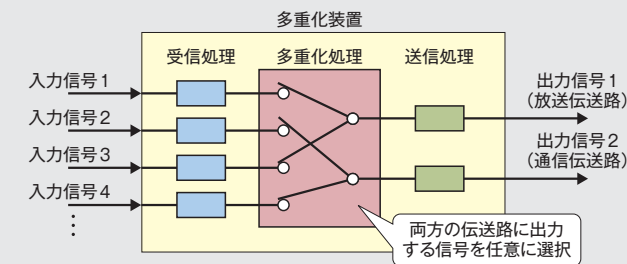 多重化装置
受信処理
多重化処理
送信処理
入力信号1
入力信号2
入力信号3
入力信号4
⋮
出力信号1
（放送伝送路）
出力信号2
（通信伝送路）
両方の伝送路に出力
する信号を任意に選択